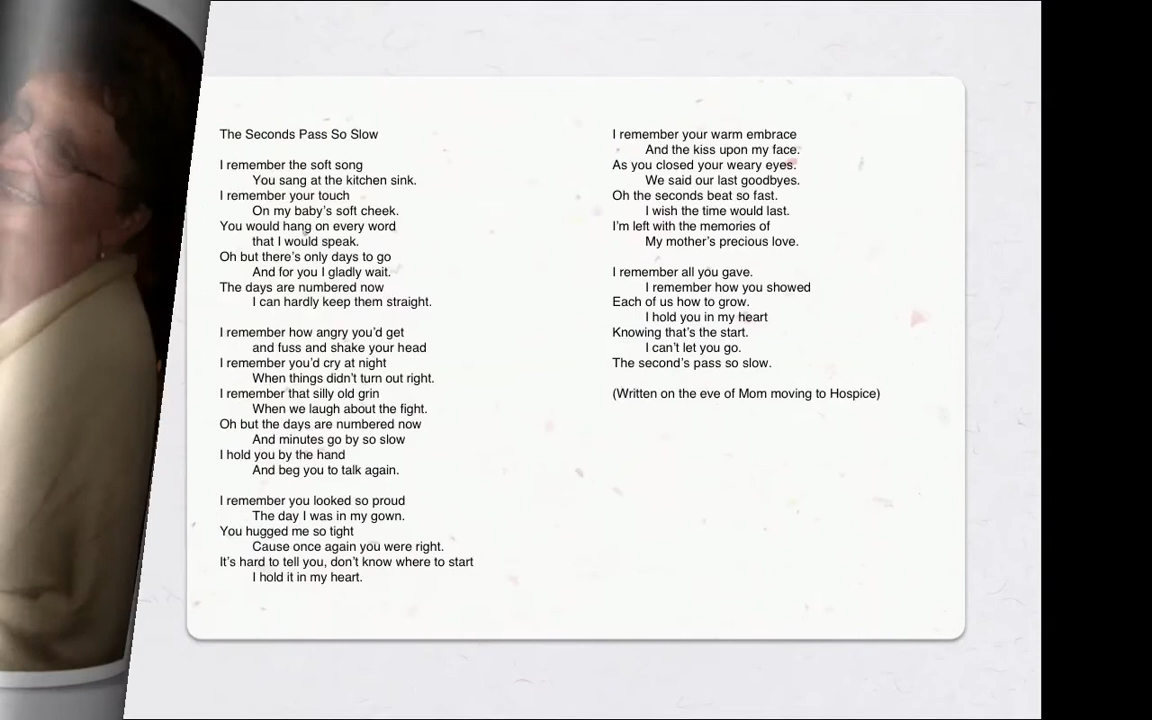 The Seconds Pass So Slow
I remember the soft song
You sang at the kitchen sink.
I remember your touch
On my baby's soft cheek.
You would hang on every word
that I would speak.
Oh but there's only days to go
And for you I gladly wait.
The days are numbered now
I can hardly keep them straight.
I remember how angry you'd get
and fuss and shake your head
I remember you'd cry at night
When things didn't turn out right.
I remember that silly old grin
When we laugh about the fight.
Oh but the days are numbered now
And minutes go by so slow
I hold you by the hand
And beg you to talk again.
I remember you looked so proud
The day I was in my gown.
You hugged me so tight
Cause once again you were right.
It's hard to tell you, don't know where to start
I hold it in my heart.
I remember your warm embrace
And the kiss upon my face.
As you closed your weary eyes.
We said our last goodbyes.
Oh the seconds beat so fast.
I wish the time would last.
I'm left with the memories of
My mother's precious love.
I remember all you gave.
I remember how you showed
Each of us how to grow.
I hold you in my heart
Knowing that's the start.
I can't let you go.
The second's pass so slow.
(Written on the eve of Mom moving to Hospice)